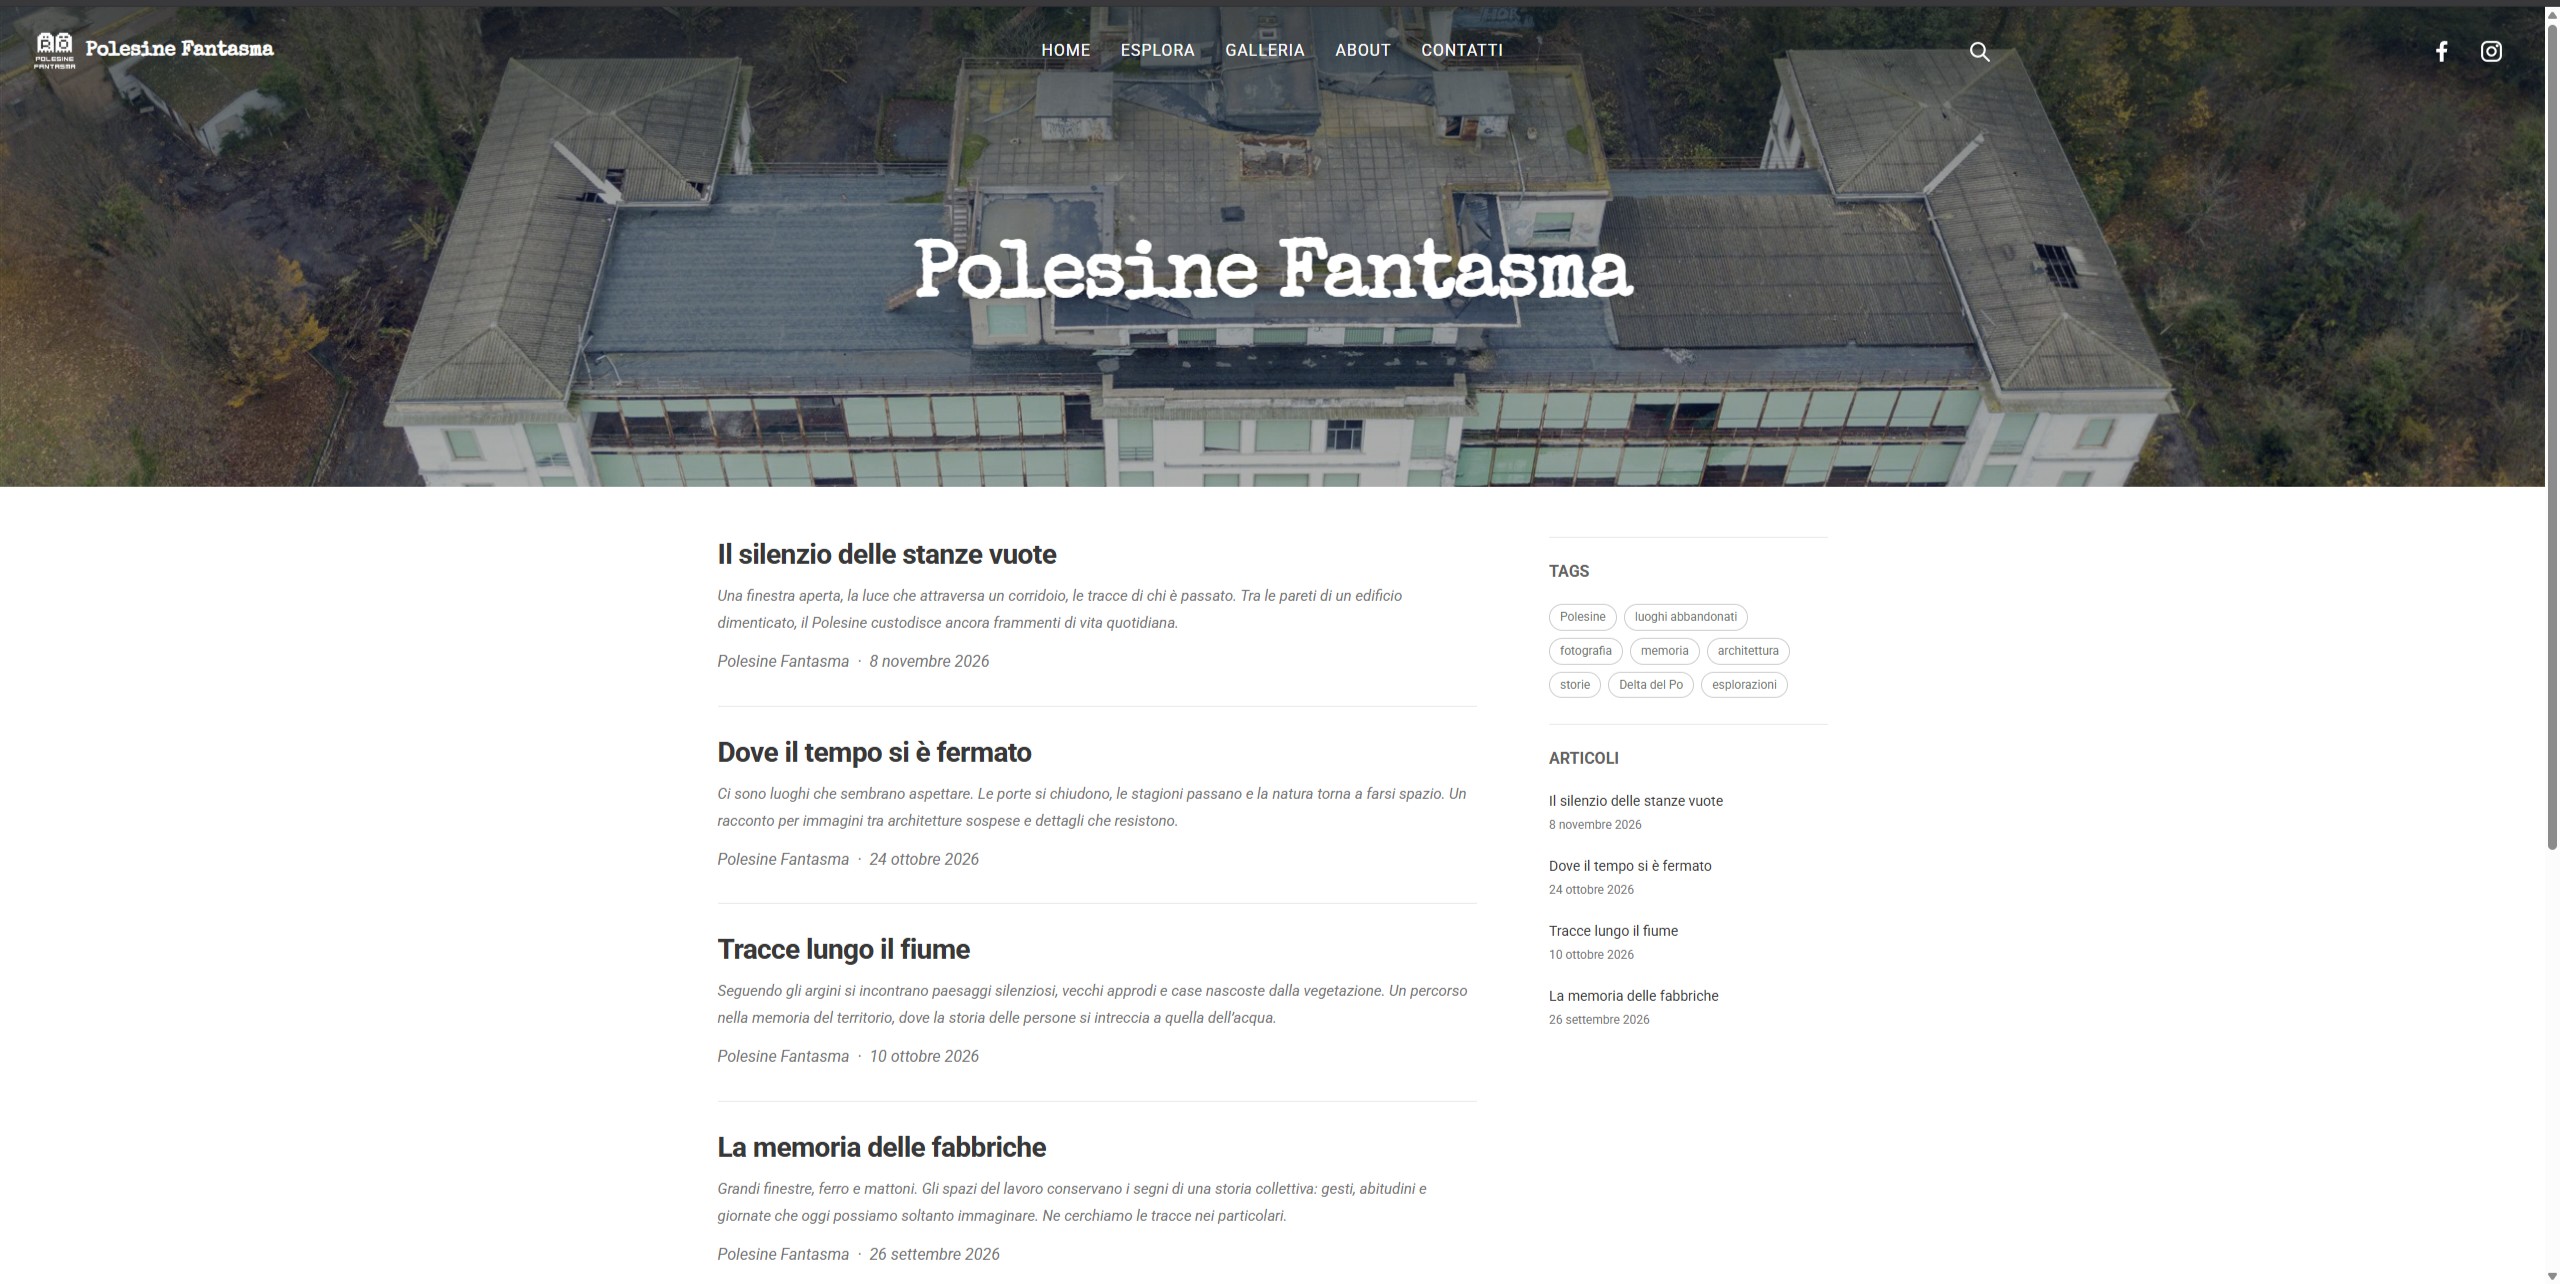 POLESINE
FANTASMA
Polesine Fantasma
HOME ESPLORA GALLERIA ABOUT CONTATTI
Polesine Fantasma
Il silenzio delle stanze vuote
Una finestra aperta, la luce che attraversa un corridoio, le tracce di chi è passato. Tra le pareti di un edificio
dimenticato, il Polesine custodisce ancora frammenti di vita quotidiana.
Polesine Fantasma · 8 novembre 2026
Dove il tempo si è fermato
Ci sono luoghi che sembrano aspettare. Le porte si chiudono, le stagioni passano e la natura torna a farsi spazio. Un
racconto per immagini tra architetture sospese e dettagli che resistono.
Polesine Fantasma · 24 ottobre 2026
Tracce lungo il fiume
Seguendo gli argini si incontrano paesaggi silenziosi, vecchi approdi e case nascoste dalla vegetazione. Un percorso
nella memoria del territorio, dove la storia delle persone si intreccia a quella dell'acqua.
Polesine Fantasma · 10 ottobre 2026
La memoria delle fabbriche
Grandi finestre, ferro e mattoni. Gli spazi del lavoro conservano i segni di una storia collettiva: gesti, abitudini e
giornate che oggi possiamo soltanto immaginare. Ne cerchiamo le tracce nei particolari.
Polesine Fantasma · 26 settembre 2026
TAGS
Polesine luoghi abbandonati
fotografia memoria architettura
storie Delta del Po esplorazioni
ARTICOLI
Il silenzio delle stanze vuote
8 novembre 2026
Dove il tempo si è fermato
24 ottobre 2026
Tracce lungo il fiume
10 ottobre 2026
La memoria delle fabbriche
26 settembre 2026